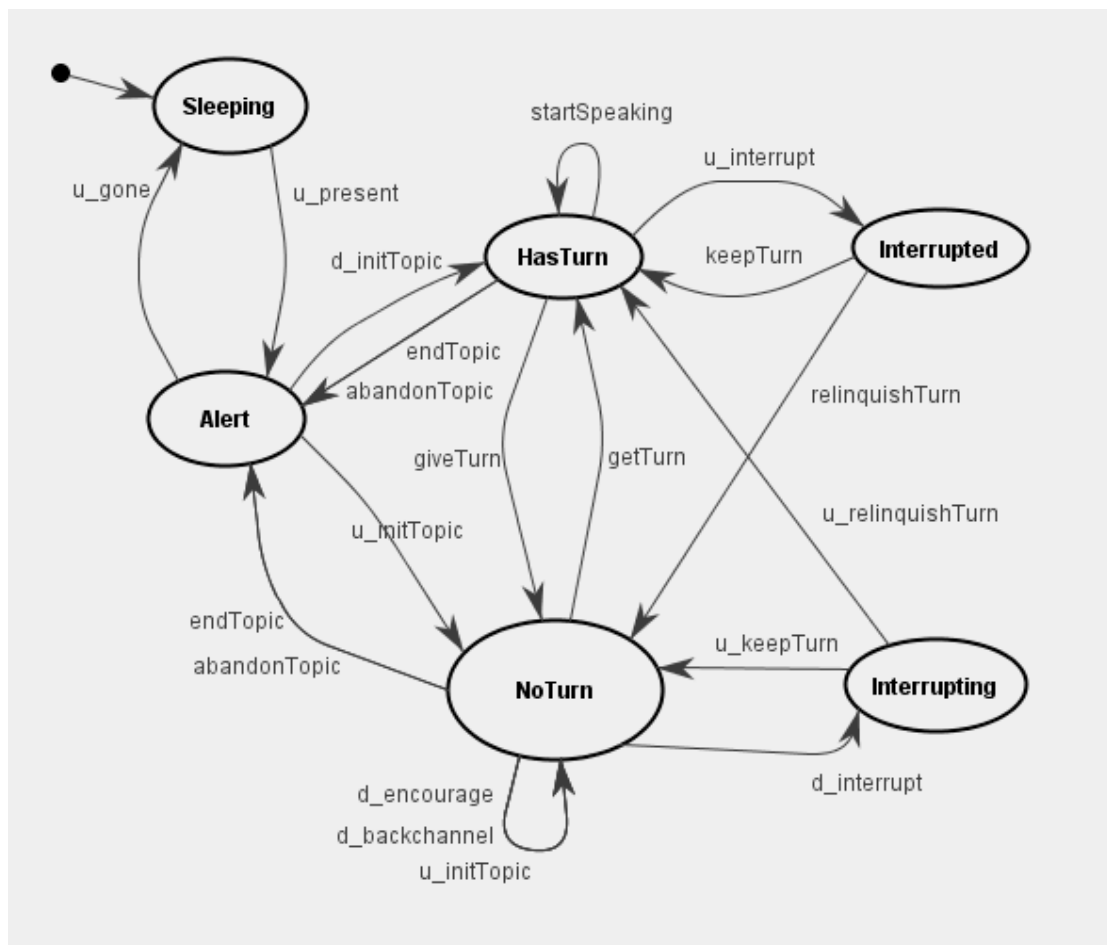 Sleeping
startSpeaking
u_interrupt
u_gone
u_present
HasTurn
Interrupted
d_initTopic
keepTurn
endTopic
abandonTopic
relinquishTurn
Alert
giveTurn
getTurn
u_relinquishTurn
u_initTopic
endTopic
abandonTopic
u_keepTurn
NoTurn
Interrupting
d_interrupt
d_encourage
d_backchannel
u_initTopic